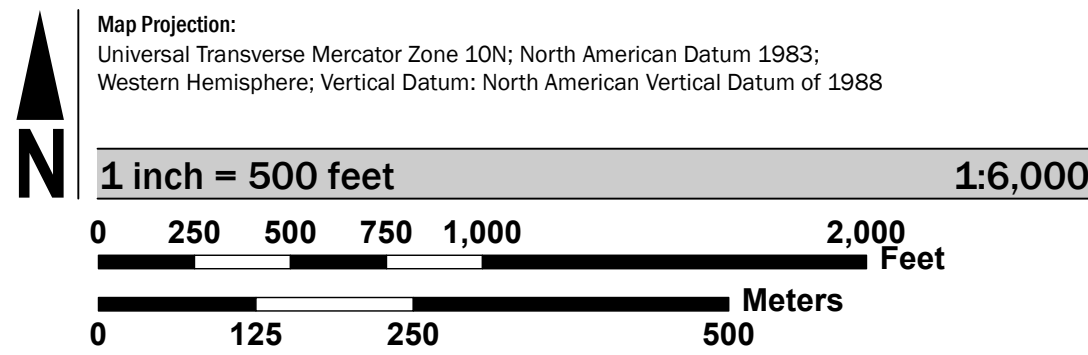 Map Projection:
Universal Transverse Mercator Zone 10N; North American Datum 1983;
Western Hemisphere; Vertical Datum: North American Vertical Datum of 1988
N
1 inch = 500 feet 1:6,000
0 250 500 750 1,000 2,000
Feet
Meters
0 125 250 500